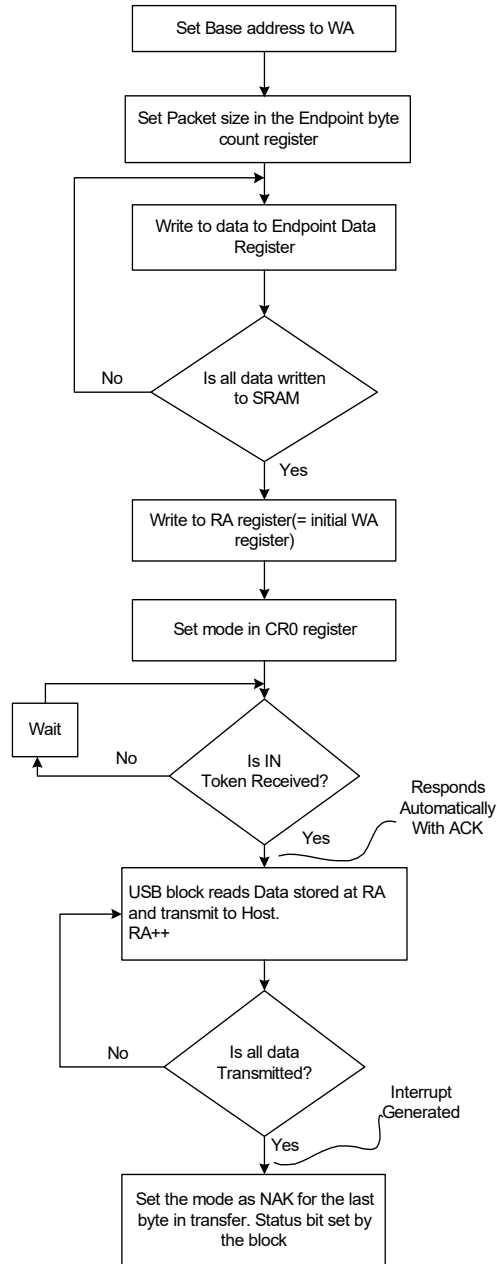 Set Base address to WA
Set Packet size in the Endpoint byte
count register
Write to data to Endpoint Data
Register
No
Is all data written
to SRAM
Yes
Write to RA register(= initial WA
register)
Set mode in CR0 register
Wait
No
Is IN
Token Received?
Yes
Responds
Automatically
With ACK
USB block reads Data stored at RA
and transmit to Host.
RA++
No
Is all data
Transmitted?
Yes
Interrupt
Generated
Set the mode as NAK for the last
byte in transfer. Status bit set by
the block